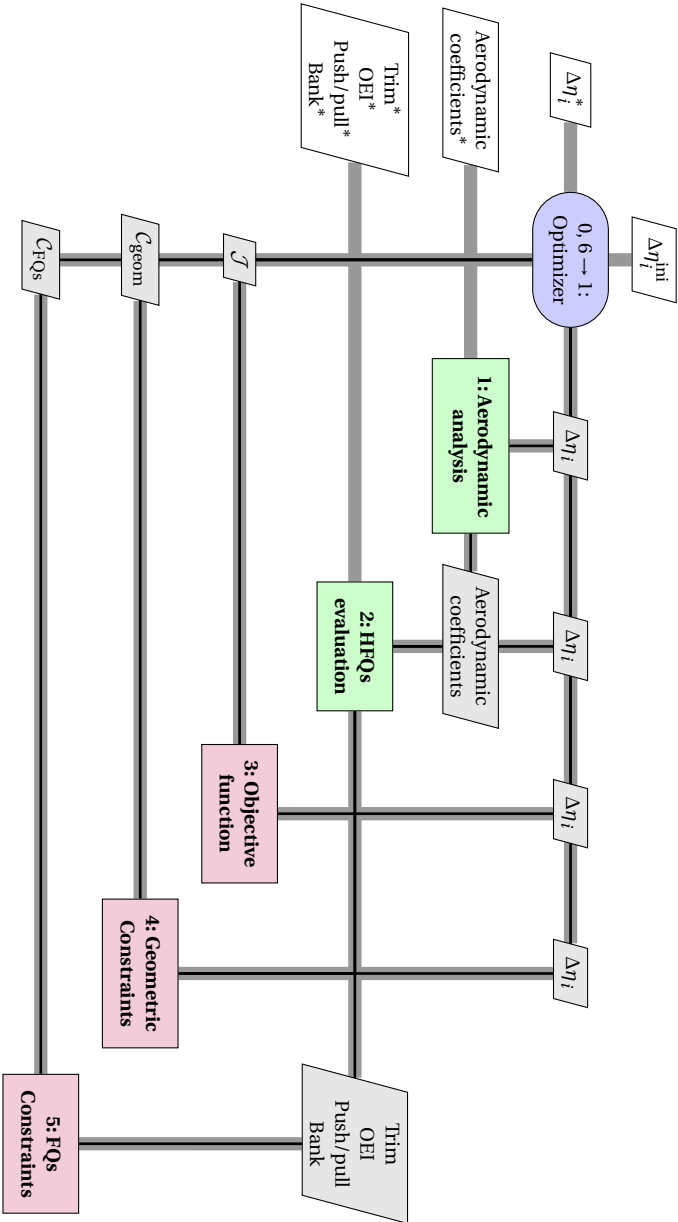 Δη_i^ini
Δη_i^*
0, 6 → 1:
Optimizer
Δη_i
Δη_i
Δη_i
Δη_i
Aerodynamic
coefficients*
1: Aerodynamic
analysis
Aerodynamic
coefficients
Trim*
OEI*
Push/pull*
Bank*
2: HFQs
evaluation
Trim
OEI
Push/pull
Bank
𝒥
3: Objective
function
𝒞_geom
4: Geometric
Constraints
𝒞_FQs
5: FQs
Constraints